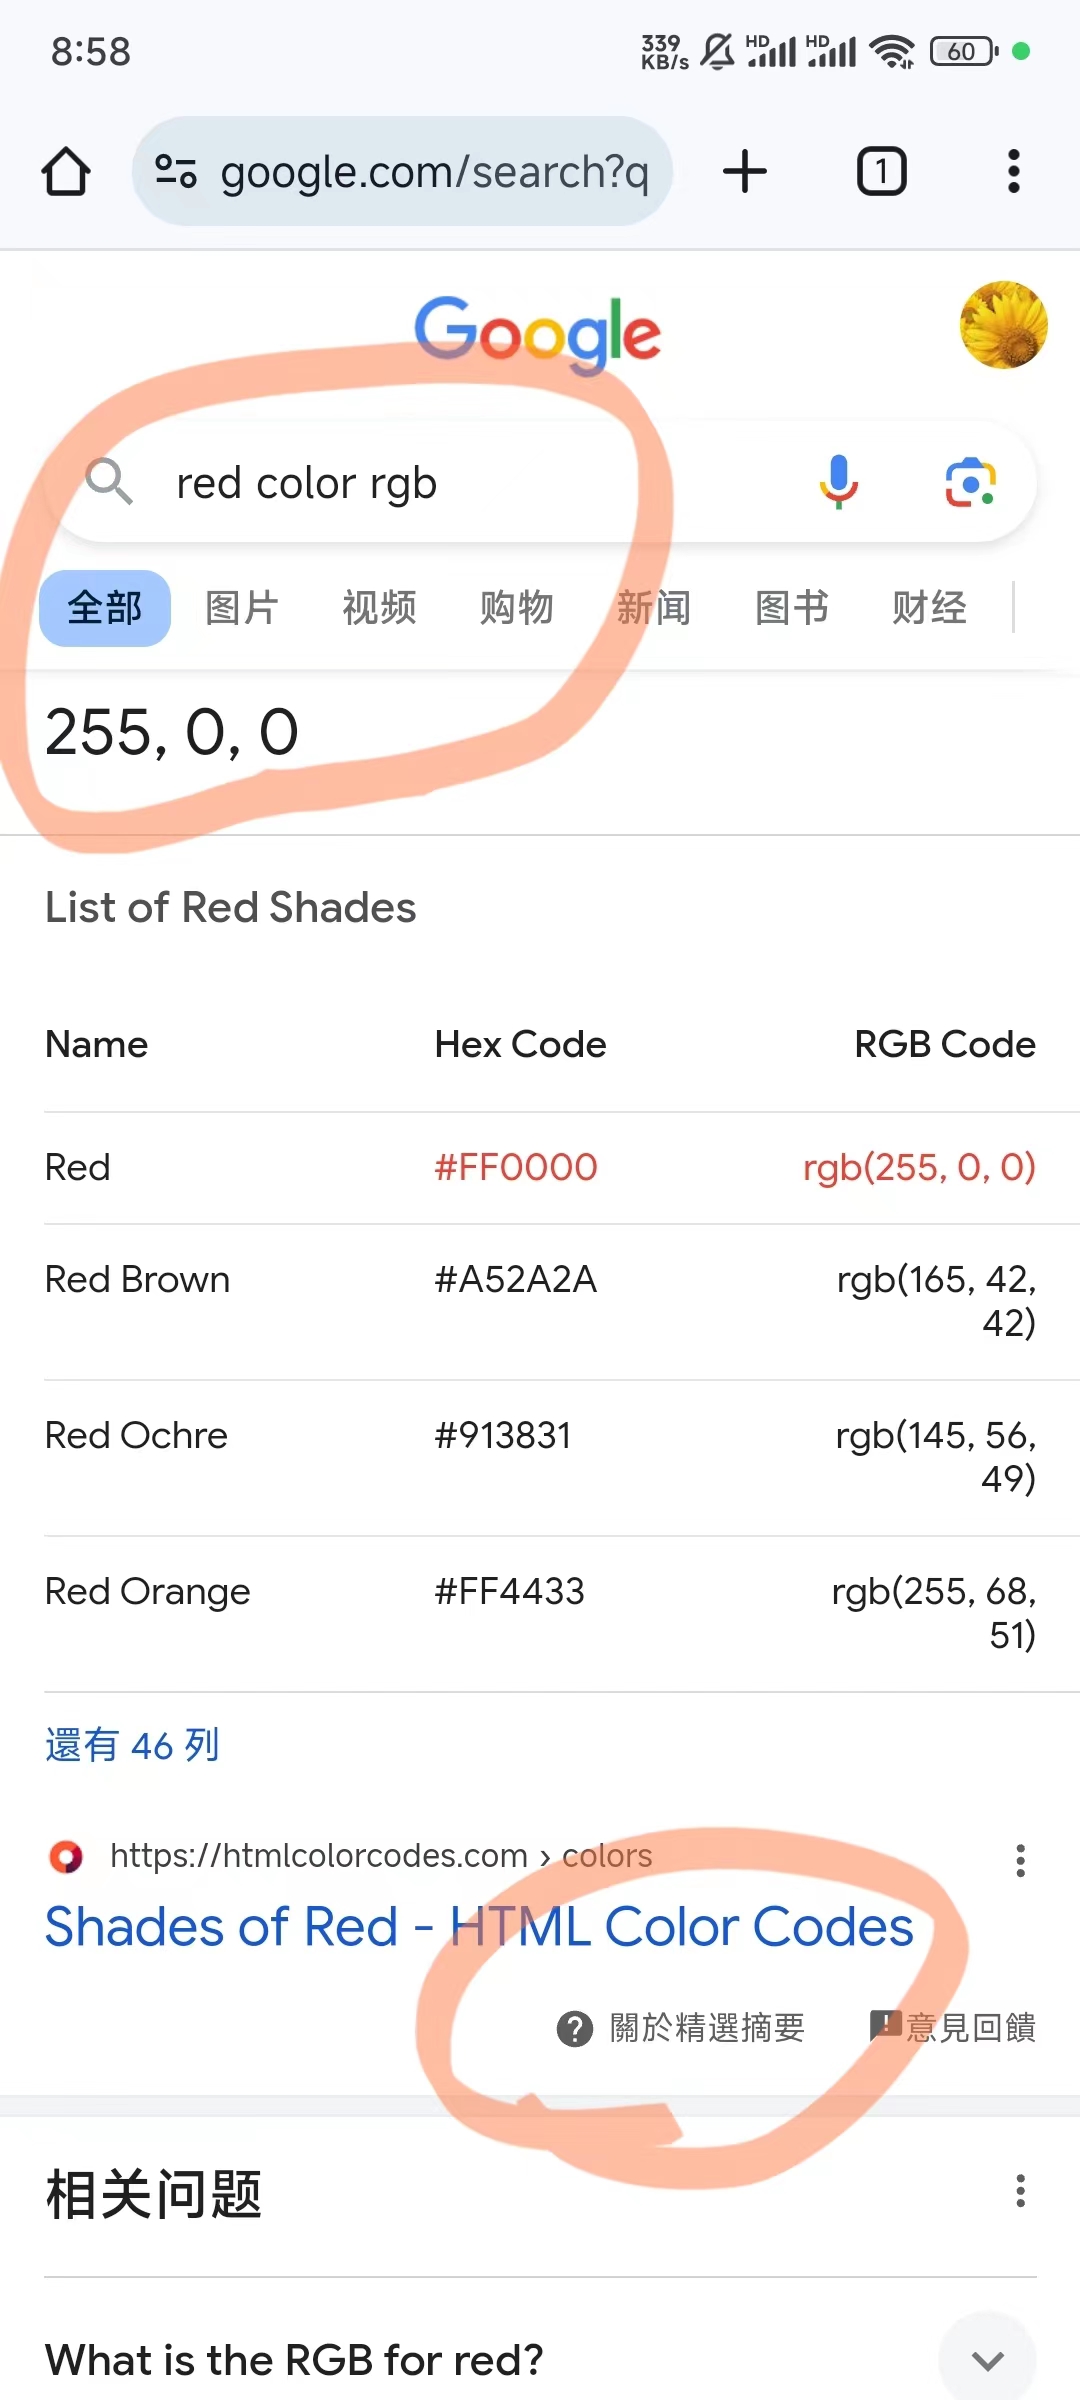 8:58
339
KB/s
HD
HD
60
google.com/search?q
1
Google
red color rgb
全部 图片 视频 购物 新闻 图书 财经
255, 0, 0
List of Red Shades
Name Hex Code RGB Code
Red #FF0000 rgb(255, 0, 0)
Red Brown #A52A2A rgb(165, 42,
42)
Red Ochre #913831 rgb(145, 56,
49)
Red Orange #FF4433 rgb(255, 68,
51)
還有 46 列
https://htmlcolorcodes.com › colors
Shades of Red - HTML Color Codes
關於精選摘要 意見回饋
相关问题
What is the RGB for red?